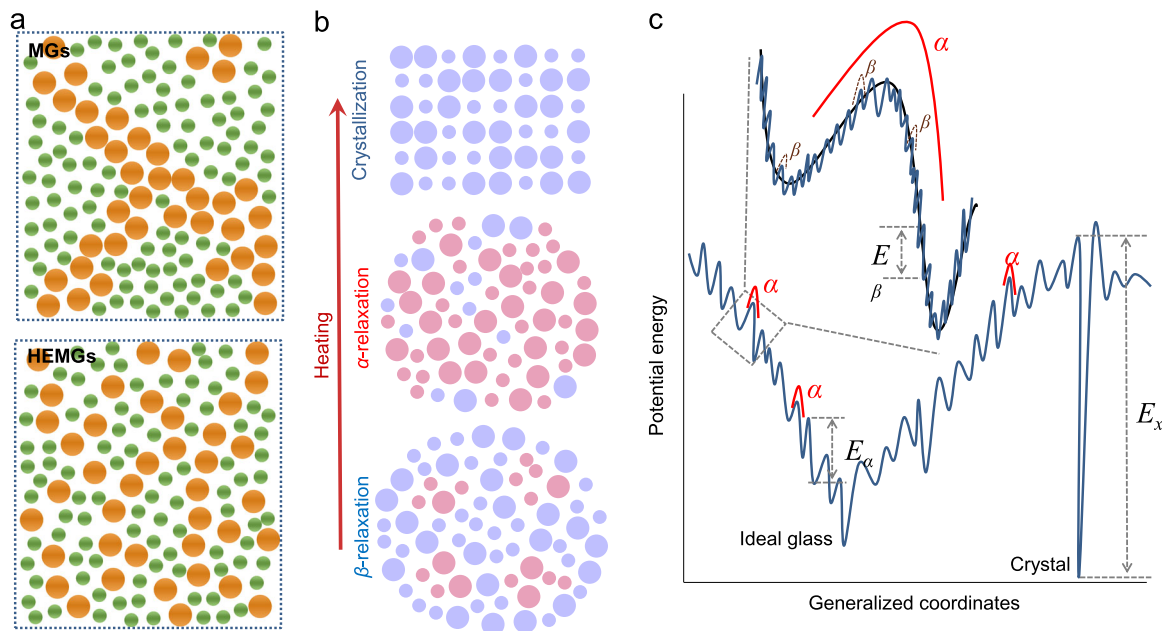 a
MGs
HEMGs
b
Crystallization
α-relaxation
β-relaxation
Heating
c
α
β
β
β
E
β
α
α
α
Eα
Ex
Ideal glass
Crystal
Potential energy
Generalized coordinates